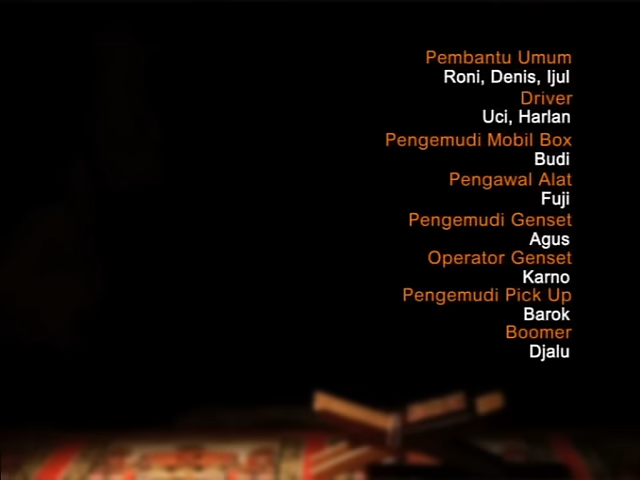 Pembantu Umum
Roni, Denis, Ijul
Driver
Uci, Harlan
Pengemudi Mobil Box
Budi
Pengawal Alat
Fuji
Pengemudi Genset
Agus
Operator Genset
Karno
Pengemudi Pick Up
Barok
Boomer
Djalu